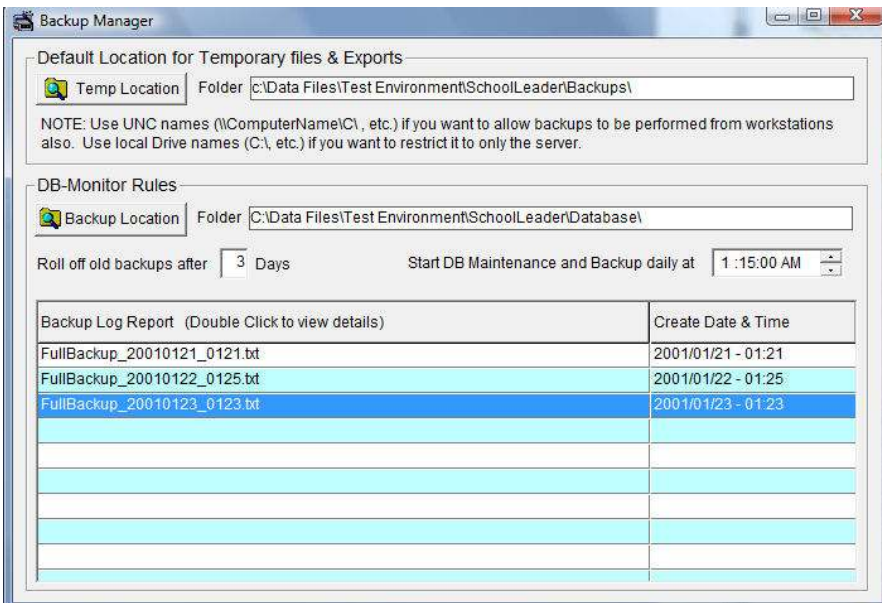 Backup Manager
Default Location for Temporary files & Exports
Temp Location Folder c:\Data Files\Test Environment\SchoolLeader\Backups\
NOTE: Use UNC names (\\ComputerName\C\ , etc.) if you want to allow backups to be performed from workstations
also. Use local Drive names (C:\, etc.) if you want to restrict it to only the server.
DB-Monitor Rules
Backup Location Folder C:\Data Files\Test Environment\SchoolLeader\Database\
Roll off old backups after 3 Days Start DB Maintenance and Backup daily at 1 :15:00 AM
Backup Log Report (Double Click to view details) Create Date & Time
FullBackup_20010121_0121.txt 2001/01/21 - 01:21
FullBackup_20010122_0125.txt 2001/01/22 - 01:25
FullBackup_20010123_0123.txt 2001/01/23 - 01:23